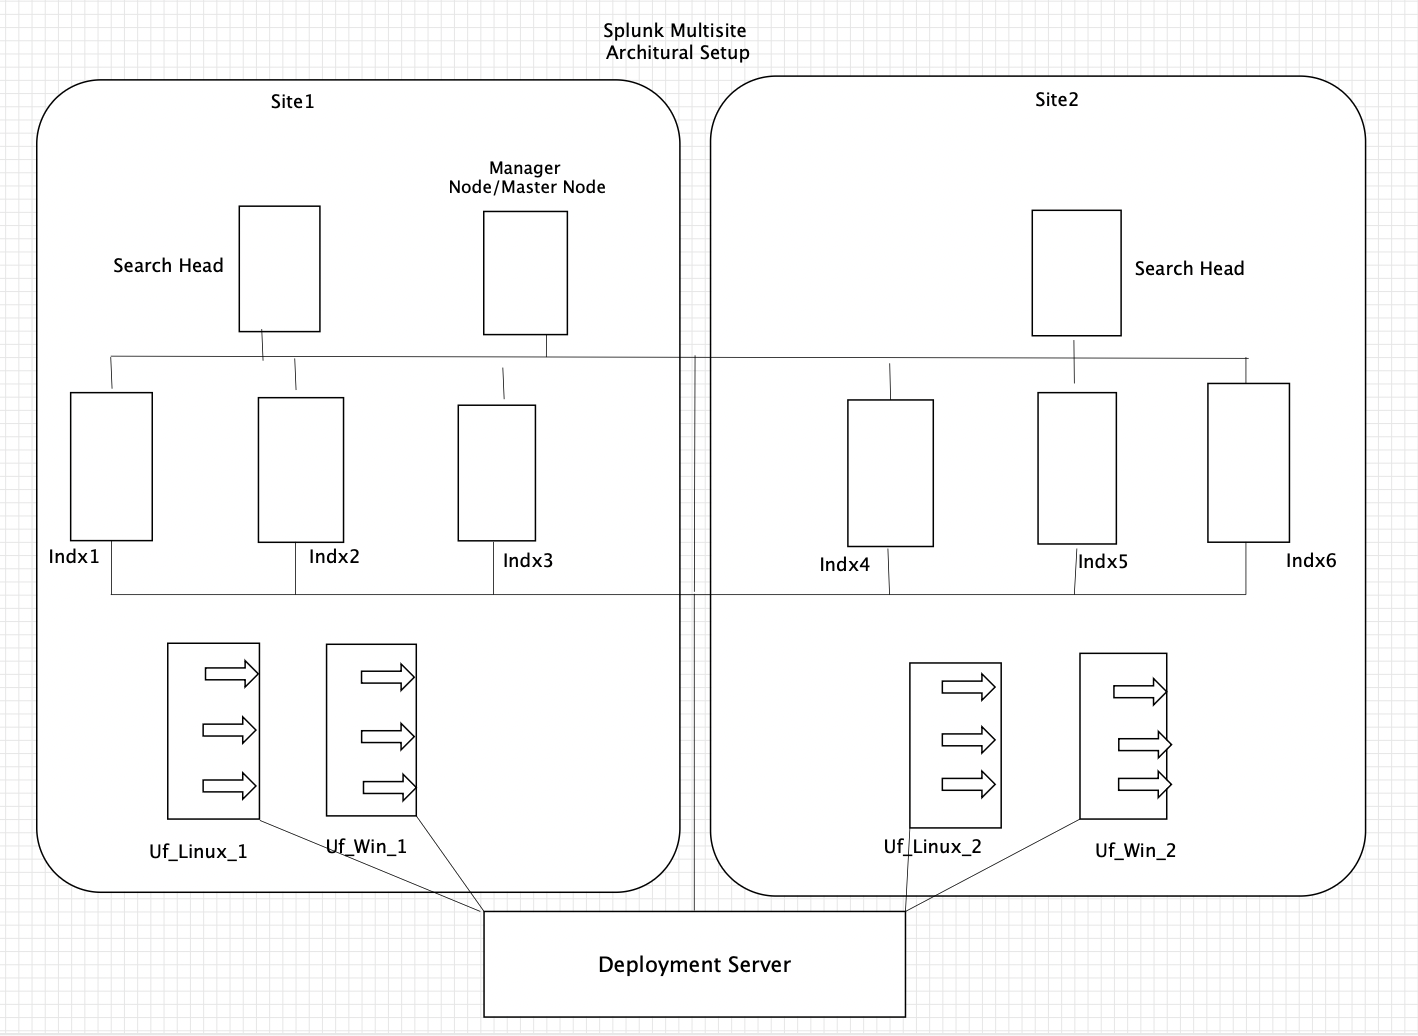 Splunk Multisite
Architural Setup
Site1
Site2
Manager
Node/Master Node
Search Head
Search Head
Indx1
Indx2
Indx3
Indx4
Indx5
Indx6
Uf_Linux_1
Uf_Win_1
Uf_Linux_2
Uf_Win_2
Deployment Server